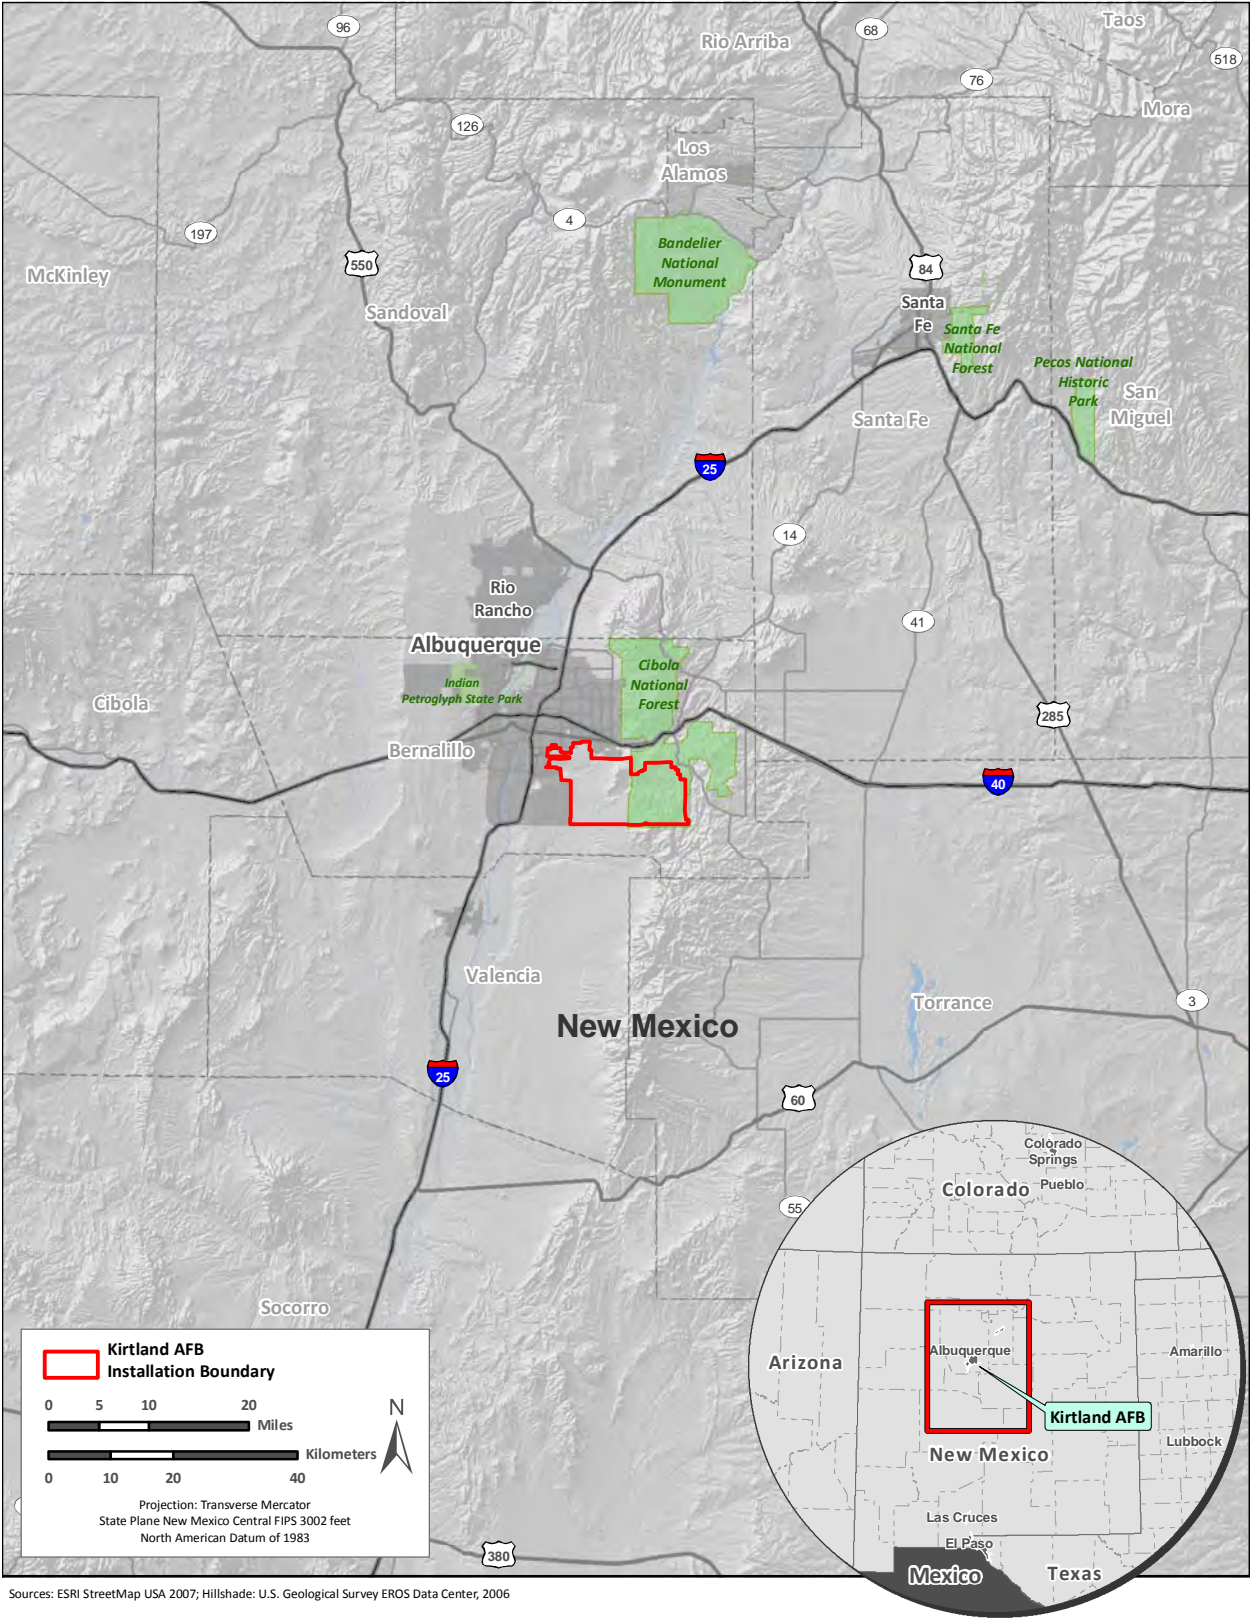 96
68
Taos
Rio Arriba
518
76
Mora
126
Los
Alamos
4
197
Bandelier
National
Monument
McKinley
550
84
Sandoval
Santa
Fe
Santa Fe
National
Forest
Pecos National
Historic
Park
San
Miguel
Santa Fe
25
14
Rio
Rancho
41
Albuquerque
Cibola
National
Forest
Indian
Petroglyph State Park
Cibola
285
Bernalillo
40
Valencia
Torrance
3
New Mexico
25
60
55
Socorro
Kirtland AFB
Installation Boundary
0 5 10 20
Miles
Kilometers
0 10 20 40
N
Projection: Transverse Mercator
State Plane New Mexico Central FIPS 3002 feet
North American Datum of 1983
380
Colorado
Springs
Colorado
Pueblo
Albuquerque
Arizona
Amarillo
Kirtland AFB
Lubbock
New Mexico
Las Cruces
El Paso
Mexico
Texas
Sources: ESRI StreetMap USA 2007; Hillshade: U.S. Geological Survey EROS Data Center, 2006